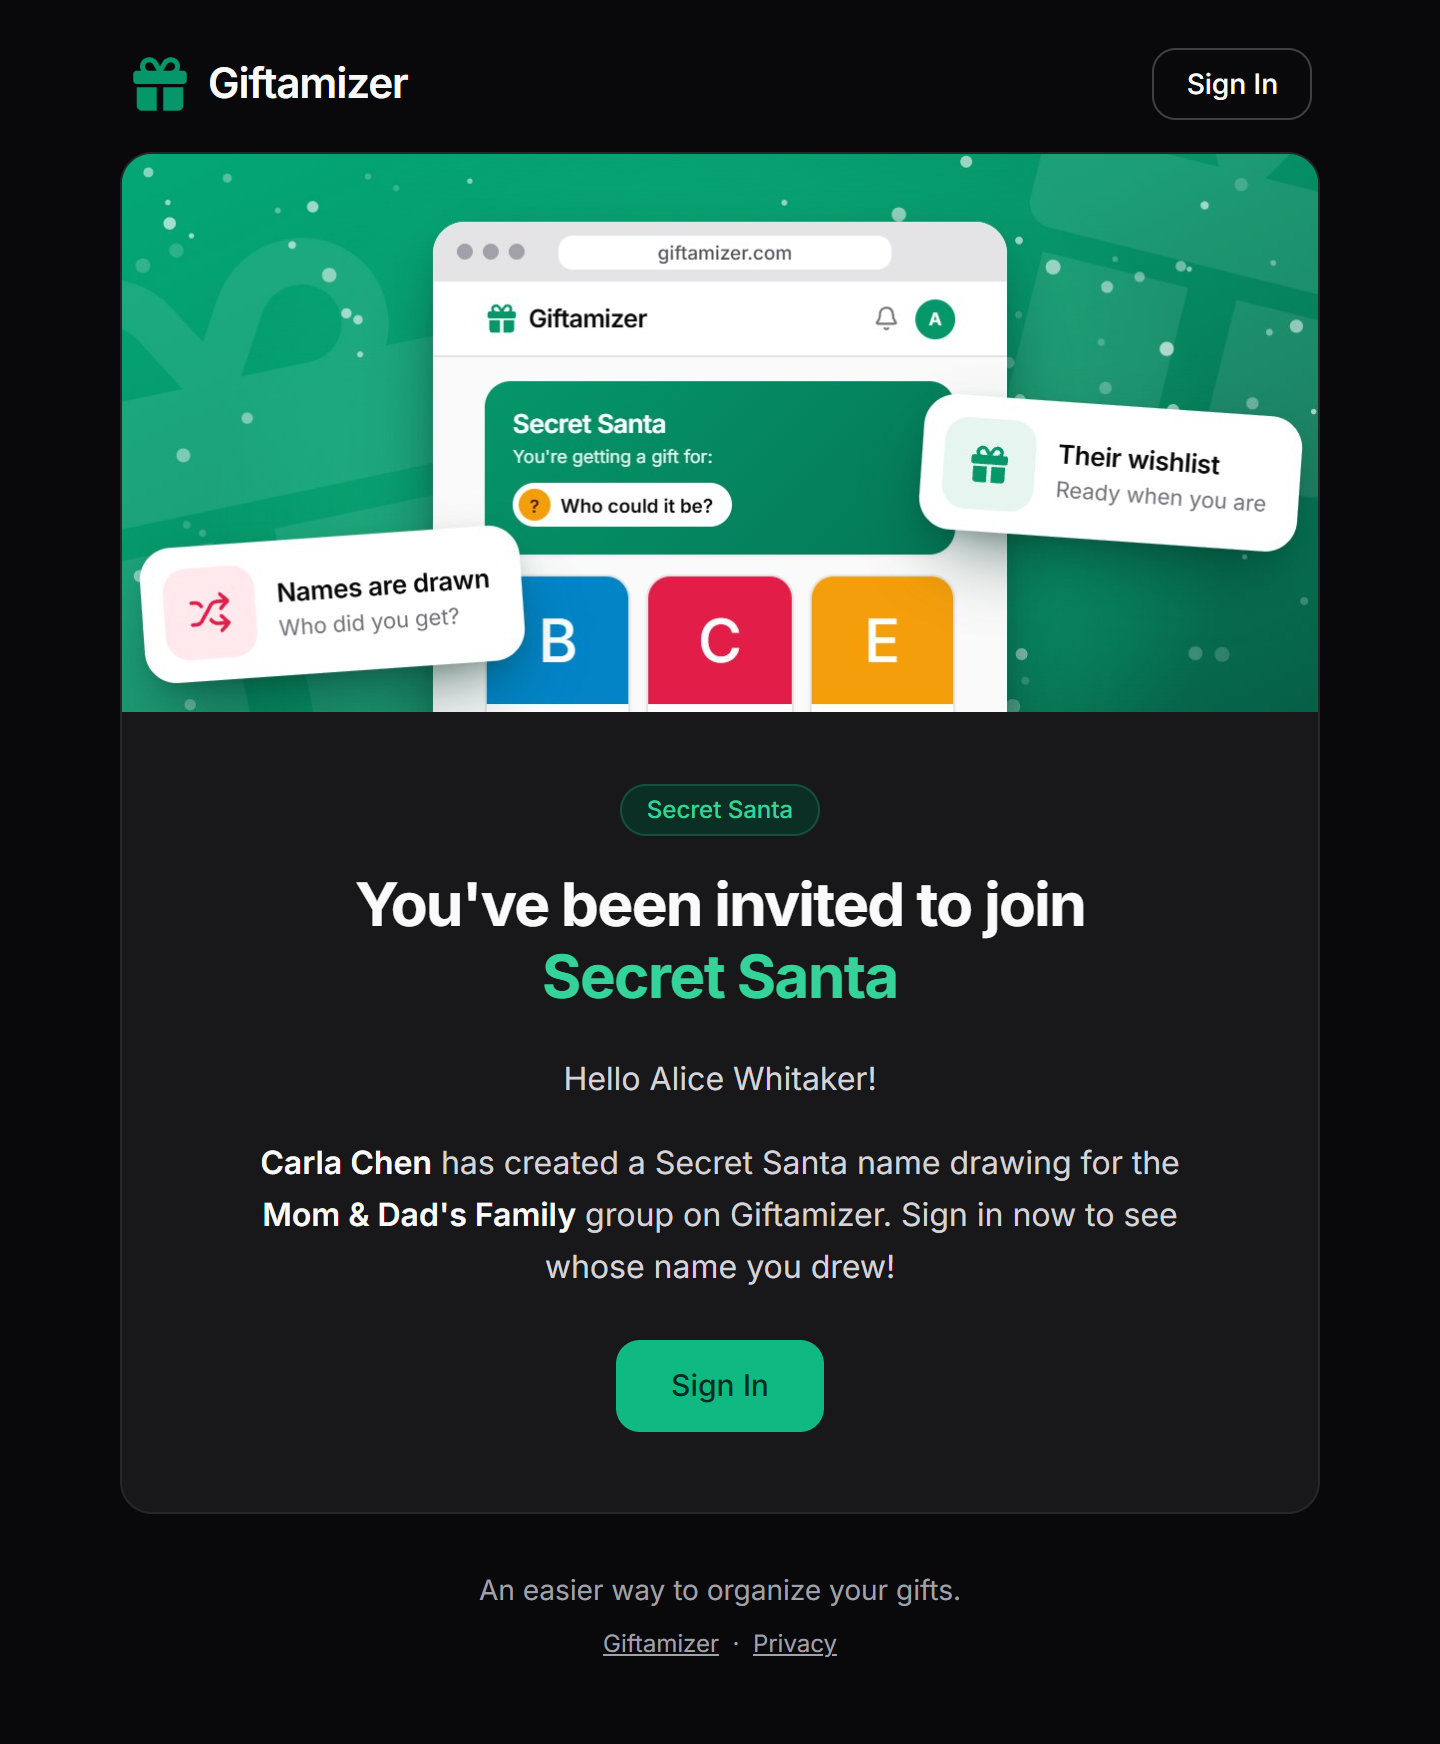 Giftamizer
Sign In
giftamizer.com
Giftamizer
A
Secret Santa
You're getting a gift for:
? Who could it be?
Their wishlist
Ready when you are
Names are drawn
Who did you get?
B C E
Secret Santa
You've been invited to join
Secret Santa
Hello Alice Whitaker!
Carla Chen has created a Secret Santa name drawing for the
Mom & Dad's Family group on Giftamizer. Sign in now to see
whose name you drew!
Sign In
An easier way to organize your gifts.
Giftamizer · Privacy